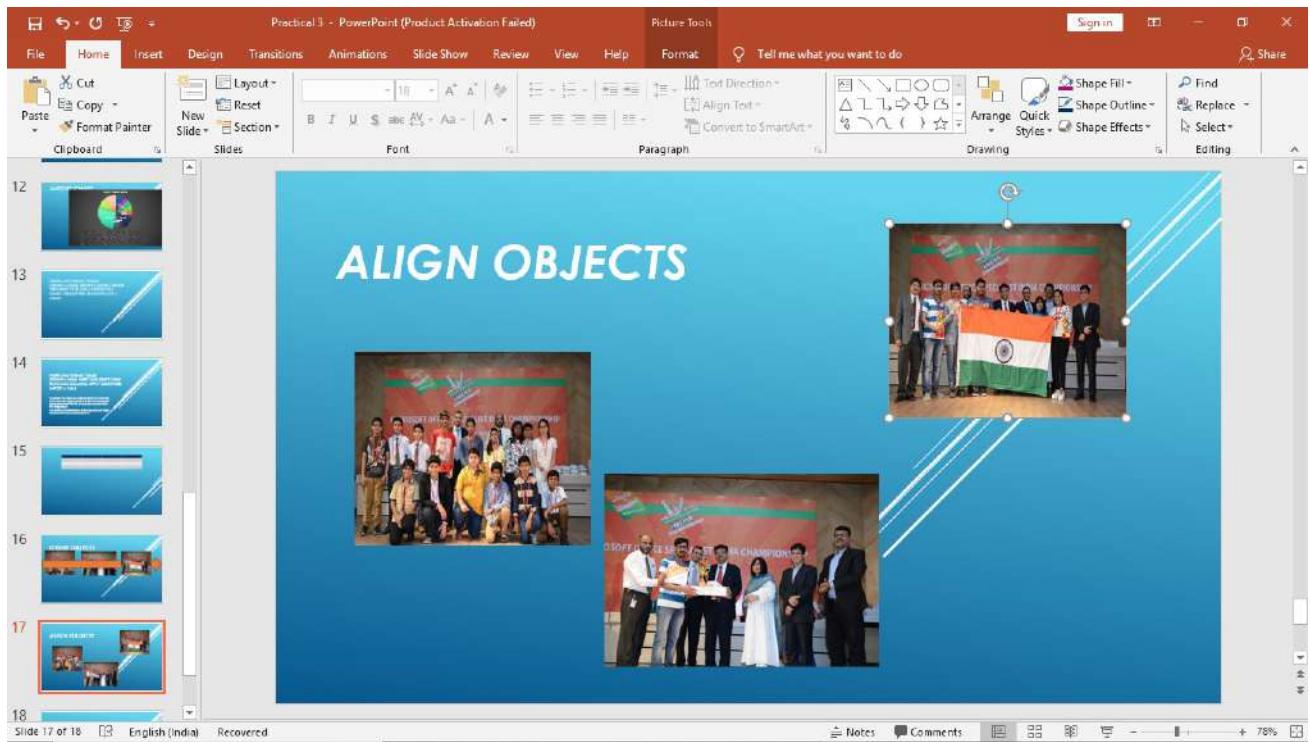 Practical 3 - PowerPoint (Product Activation Failed)
Picture Tools
Sign in
File Home Insert Design Transitions Animations Slide Show Review View Help Format Tell me what you want to do Share
Cut
Copy
Format Painter
Paste
Clipboard
New Slide
Layout
Reset
Section
Slides
18
Font
Text Direction
Align Text
Convert to SmartArt
Paragraph
Arrange
Quick Styles
Shape Fill
Shape Outline
Shape Effects
Drawing
Find
Replace
Select
Editing
12
13
14
15
16
17
ALIGN OBJECTS
18
ALIGN OBJECTS
Slide 17 of 18 English (India) Recovered Notes Comments 78%